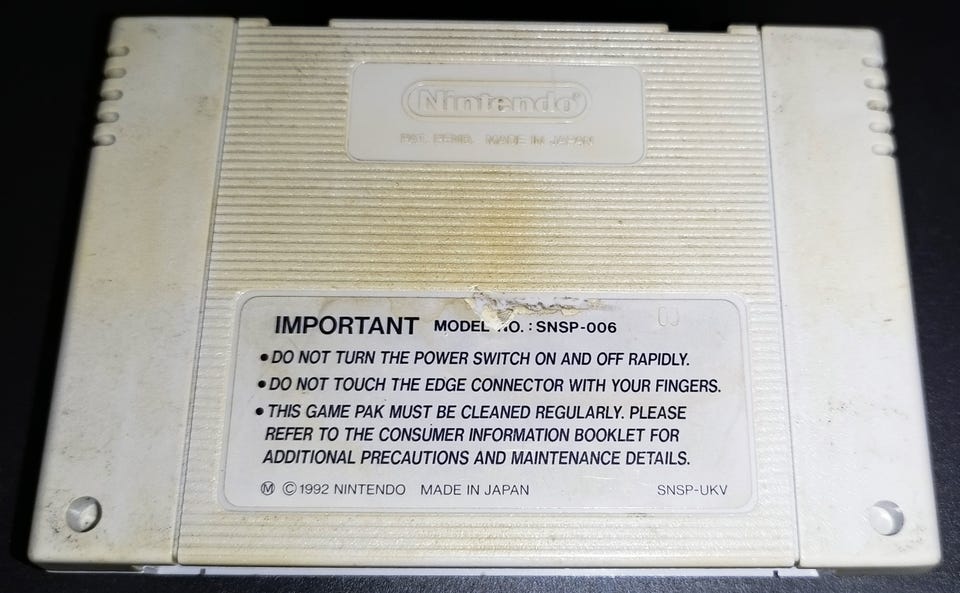 Nintendo®
PAT. PEND. MADE IN JAPAN
IMPORTANT MODEL NO. : SNSP-006
• DO NOT TURN THE POWER SWITCH ON AND OFF RAPIDLY.
• DO NOT TOUCH THE EDGE CONNECTOR WITH YOUR FINGERS.
• THIS GAME PAK MUST BE CLEANED REGULARLY. PLEASE
REFER TO THE CONSUMER INFORMATION BOOKLET FOR
ADDITIONAL PRECAUTIONS AND MAINTENANCE DETAILS.
Ⓜ ©1992 NINTENDO MADE IN JAPAN SNSP-UKV